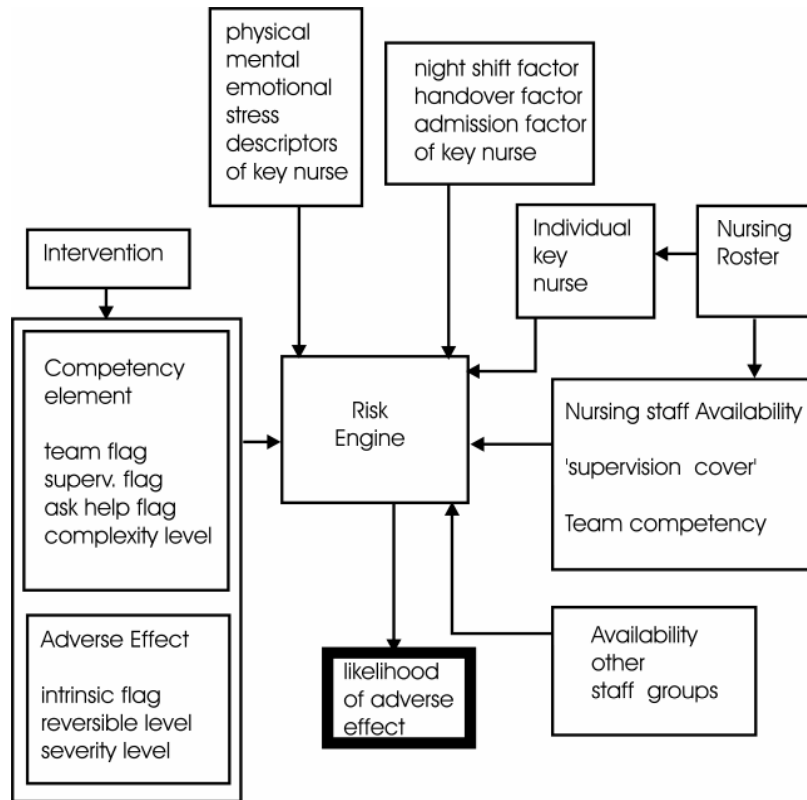 physical
mental
emotional
stress
descriptors
of key nurse
night shift factor
handover factor
admission factor
of key nurse
Individual
key
nurse
Nursing
Roster
Intervention
Competency
element
team flag
superv. flag
ask help flag
complexity level
Risk
Engine
Nursing staff Availability
'supervision cover'
Team competency
Adverse Effect
intrinsic flag
reversible level
severity level
likelihood
of adverse
effect
Availability
other
staff groups